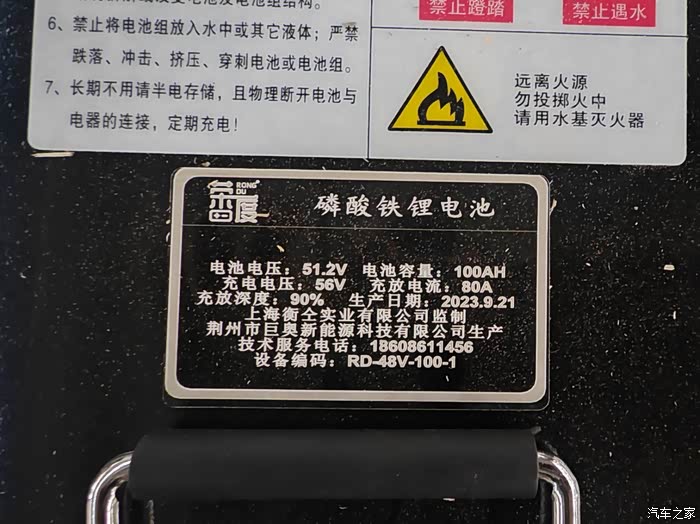 禁止蹬踏
禁止遇水
6、禁止将电池组放入水中或其它液体；严禁
跌落、冲击、挤压、穿刺电池或电池组。
7、长期不用请半电存储，且物理断开电池与
电器的连接，定期充电！
远离火源
勿投掷火中
请用水基灭火器
RONG
DU
磷酸铁锂电池
电池电压：51.2V 电池容量：100AH
充电电压：56V 充放电流：80A
充放深度：90% 生产日期：2023.9.21
上海衡仝实业有限公司监制
荆州市巨奥新能源科技有限公司生产
技术服务电话：18608611456
设备编码：RD-48V-100-1
汽车之家